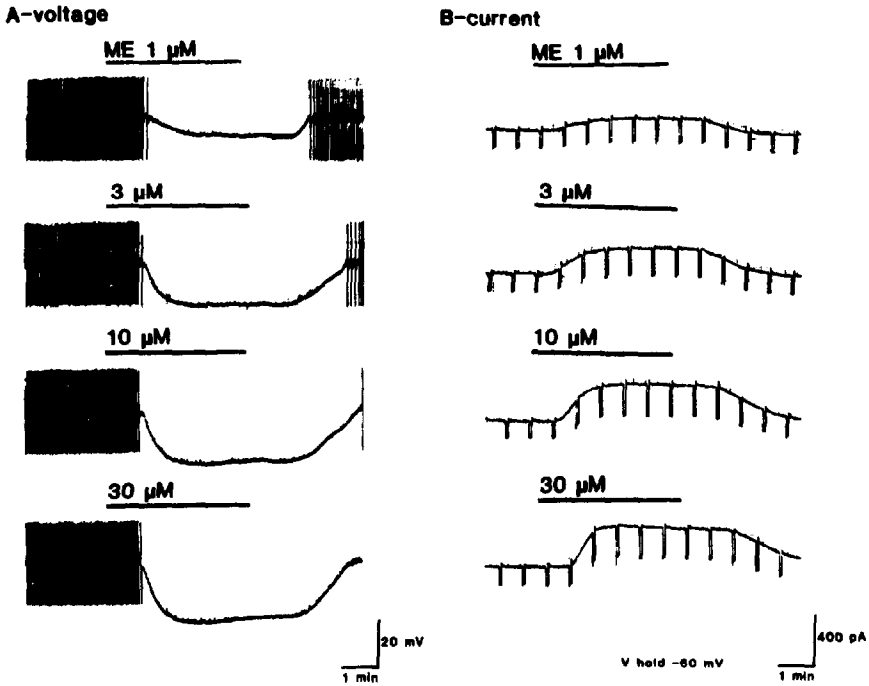 A-voltage
ME 1 μM
3 μM
10 μM
30 μM
20 mV
1 min
B-current
ME 1 μM
3 μM
10 μM
30 μM
400 pA
V hold -60 mV
1 min